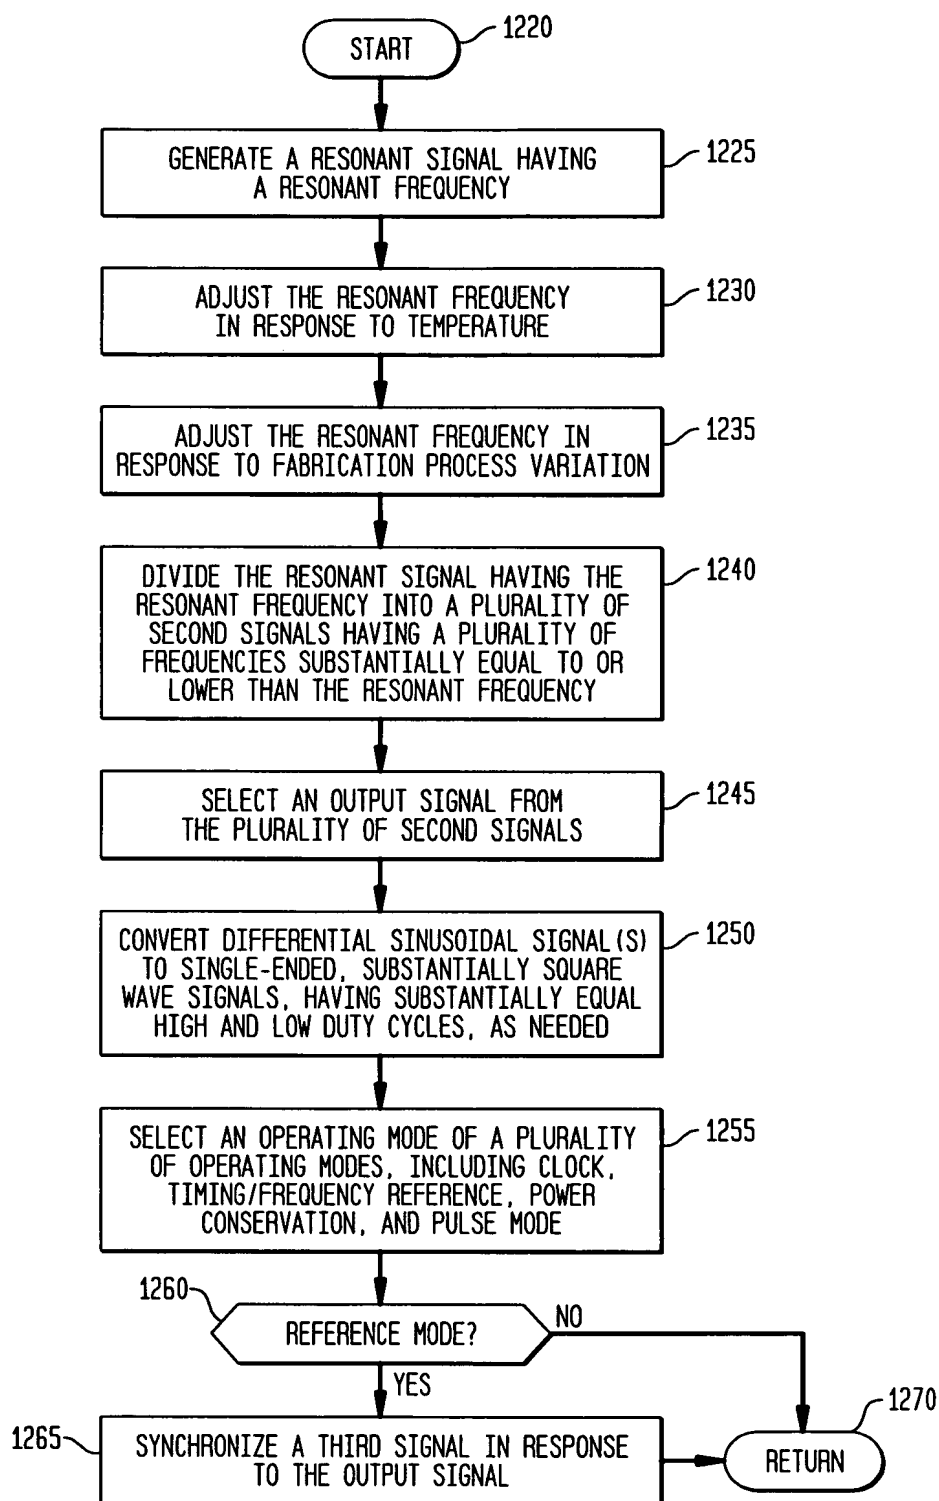 START
1220
GENERATE A RESONANT SIGNAL HAVING
A RESONANT FREQUENCY
1225
ADJUST THE RESONANT FREQUENCY
IN RESPONSE TO TEMPERATURE
1230
ADJUST THE RESONANT FREQUENCY IN
RESPONSE TO FABRICATION PROCESS VARIATION
1235
DIVIDE THE RESONANT SIGNAL HAVING THE
RESONANT FREQUENCY INTO A PLURALITY OF
SECOND SIGNALS HAVING A PLURALITY OF
FREQUENCIES SUBSTANTIALLY EQUAL TO OR
LOWER THAN THE RESONANT FREQUENCY
1240
SELECT AN OUTPUT SIGNAL FROM
THE PLURALITY OF SECOND SIGNALS
1245
CONVERT DIFFERENTIAL SINUSOIDAL SIGNAL(S)
TO SINGLE-ENDED, SUBSTANTIALLY SQUARE
WAVE SIGNALS, HAVING SUBSTANTIALLY EQUAL
HIGH AND LOW DUTY CYCLES, AS NEEDED
1250
SELECT AN OPERATING MODE OF A PLURALITY
OF OPERATING MODES, INCLUDING CLOCK,
TIMING/FREQUENCY REFERENCE, POWER
CONSERVATION, AND PULSE MODE
1255
1260
REFERENCE MODE?
NO
YES
1265
SYNCHRONIZE A THIRD SIGNAL IN RESPONSE
TO THE OUTPUT SIGNAL
RETURN
1270